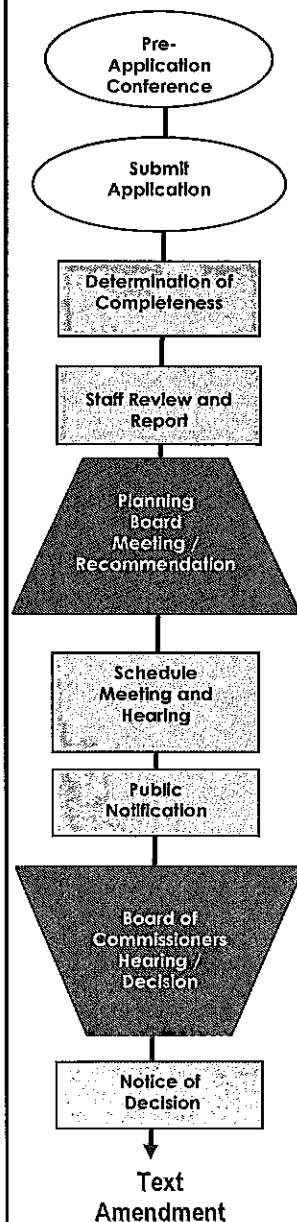 Pre-
Application
Conference
Submit
Application
Determination of
Completeness
Staff Review and
Report
Planning
Board
Meeting /
Recommendation
Schedule
Meeting and
Hearing
Public
Notification
Board of
Commissioners
Hearing /
Decision
Notice of
Decision
Text
Amendment